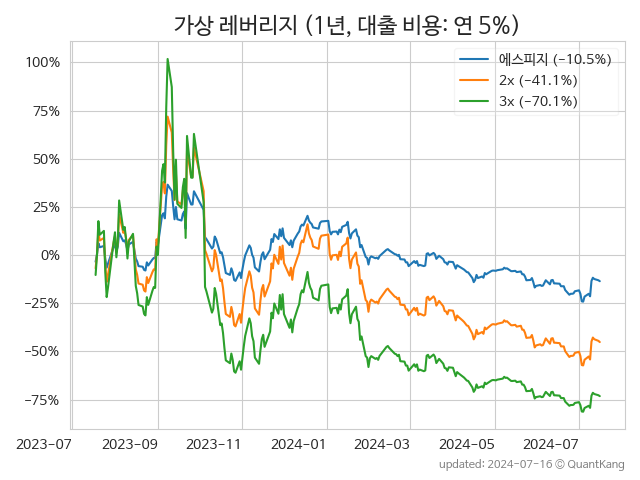 가상 레버리지 (1년, 대출 비용: 연 5%)
에스피지 (-10.5%)
2x (-41.1%)
3x (-70.1%)
100%
75%
50%
25%
0%
-25%
-50%
-75%
2023-07 2023-09 2023-11 2024-01 2024-03 2024-05 2024-07
updated: 2024-07-16 © QuantKang